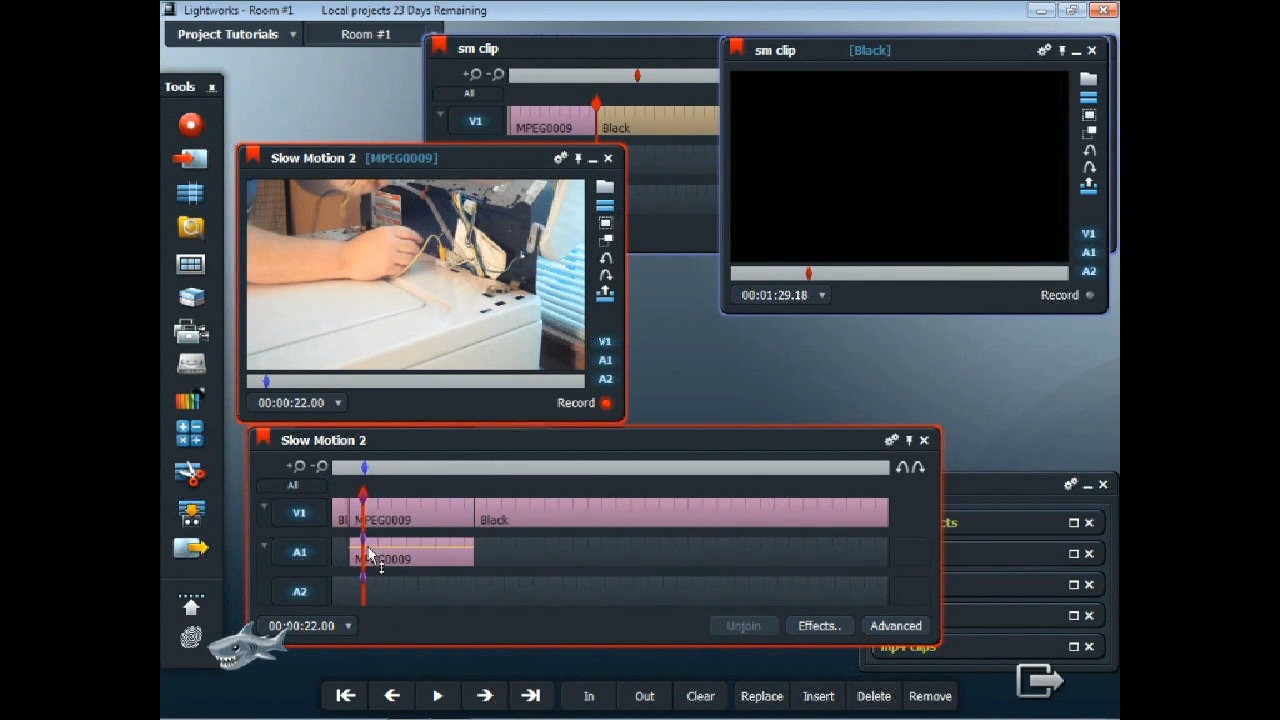 Lightworks - Room #1 Local projects 23 Days Remaining
Project Tutorials Room #1
sm clip
sm clip [Black]
Tools
All
V1 MPEG0009 Black
Slow Motion 2 [MPEG0009]
V1
A1
A2
00:01:29.18 Record
V1
A1
A2
00:00:22.00 Record
Slow Motion 2
All
V1 Bl MPEG0009 Black
A1 MPEG0009
A2
00:00:22.00 Unjoin Effects.. Advanced
cts
mp4 clips
In Out Clear Replace Insert Delete Remove